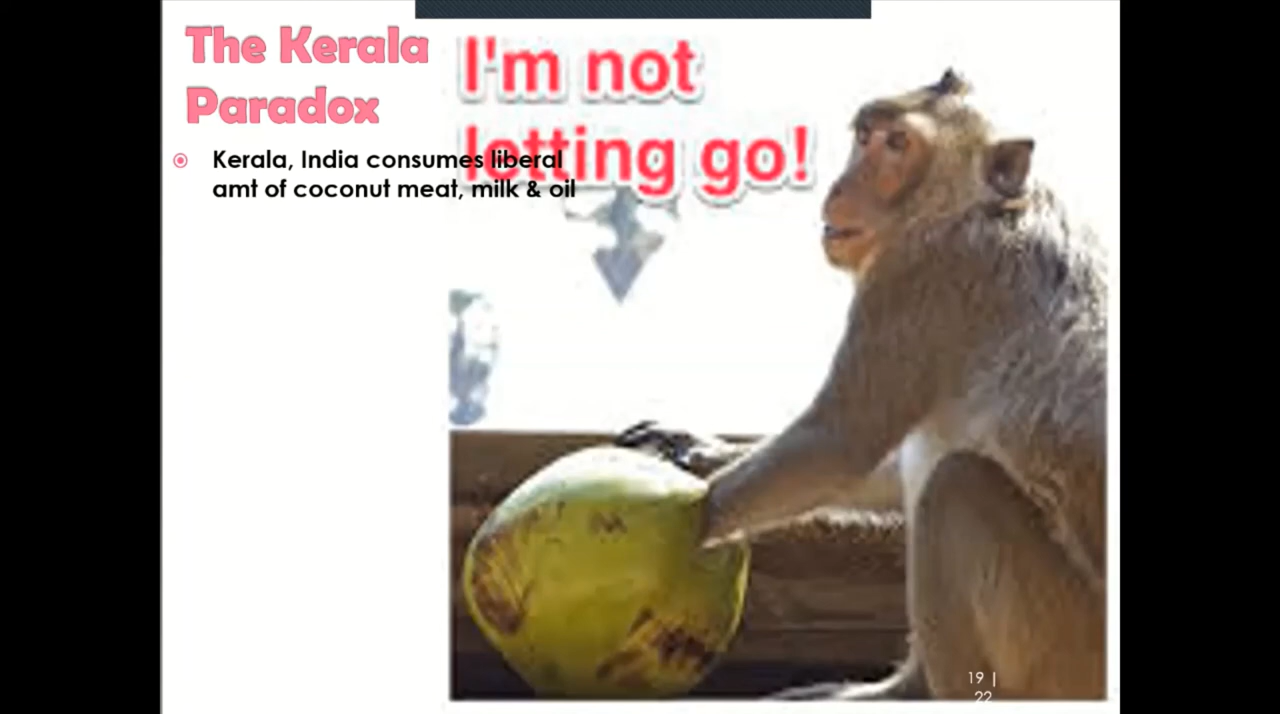 The Kerala
Paradox
I'm not
letting go!
Kerala, India consumes liberal
amt of coconut meat, milk & oil
19 |
22